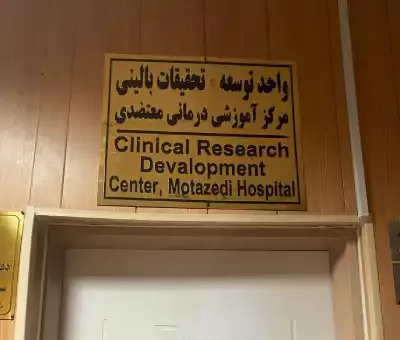 واحد توسعه تحقیقات بالینی
مرکز آموزشی درمانی معتضدی
Clinical Research
Devalopment
Center, Motazedi Hospital